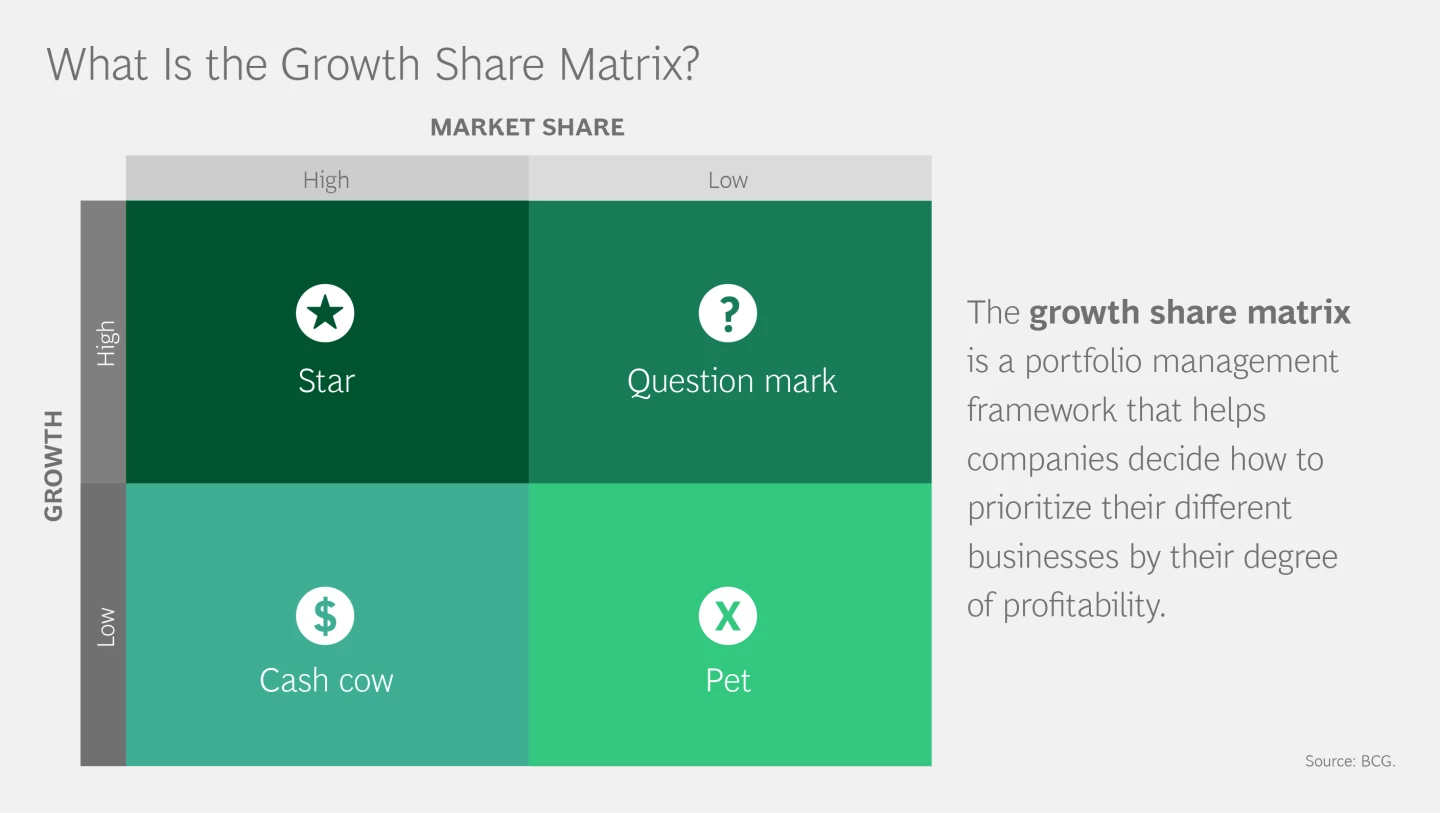 What Is the Growth Share Matrix?
MARKET SHARE
High
Low
GROWTH
High
Low
★
Star
?
Question mark
$
Cash cow
X
Pet
The growth share matrix
is a portfolio management
framework that helps
companies decide how to
prioritize their different
businesses by their degree
of profitability.
Source: BCG.